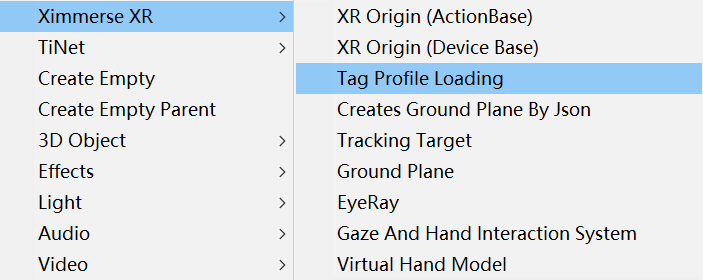 Ximmerse XR
TiNet
Create Empty
Create Empty Parent
3D Object
Effects
Light
Audio
Video
XR Origin (ActionBase)
XR Origin (Device Base)
Tag Profile Loading
Creates Ground Plane By Json
Tracking Target
Ground Plane
EyeRay
Gaze And Hand Interaction System
Virtual Hand Model